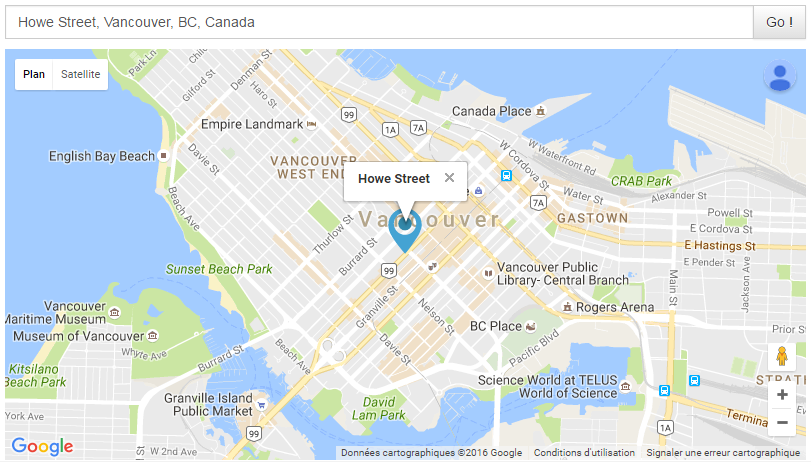 Howe Street, Vancouver, BC, Canada
Go !
Plan
Satellite
Park Ln
Gilford St
Denman St
Haro St
99
Canada Place
Empire Landmark
1A
7A
W Waterfront Rd
W Cordova St
English Bay Beach
Davie St
VANCOUVER
WEST END
Howe Street
CRAB Park
Water St
Alexander St
7A
Beach Ave
Vancouver
GASTOWN
Powell St
E Cordova St
E Hastings St
Thurlow St
Burrard St
E Pender St
Sunset Beach Park
99
Vancouver Public
Library- Central Branch
Main St
Jackson Ave
Granville St
Nelson St
Vancouver
Maritime Museum
Rogers Arena
BC Place
Prior St
Museum of Vancouver
Pacific Blvd
Whyte Ave
Burrard St
Beach Ave
Davie St
Kitsilano
Beach Park
Science World at TELUS
World of Science
STRATH
Granville Island
Public Market
David
Lam Park
York Ave
Terminal
1A
99
W 2nd Ave
Google
Données cartographiques ©2016 Google
Conditions d'utilisation
Signaler une erreur cartographique